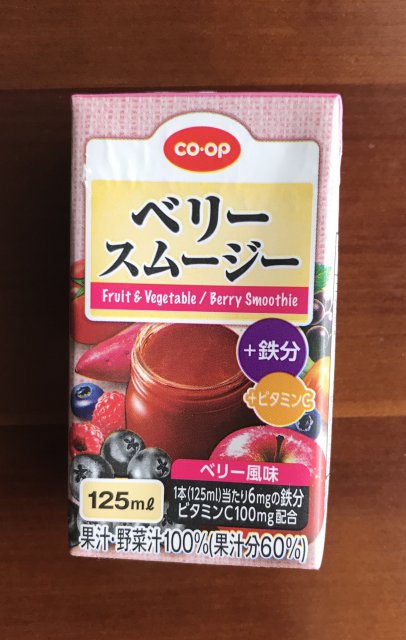 CO・OP
ベリー
スムージー
Fruit & Vegetable / Berry Smoothie
+鉄分
+ビタミンC
ベリー風味
1本(125ml)当たり6mgの鉄分
ビタミンC100mg配合
125ml
果汁・野菜汁100%(果汁分60%)